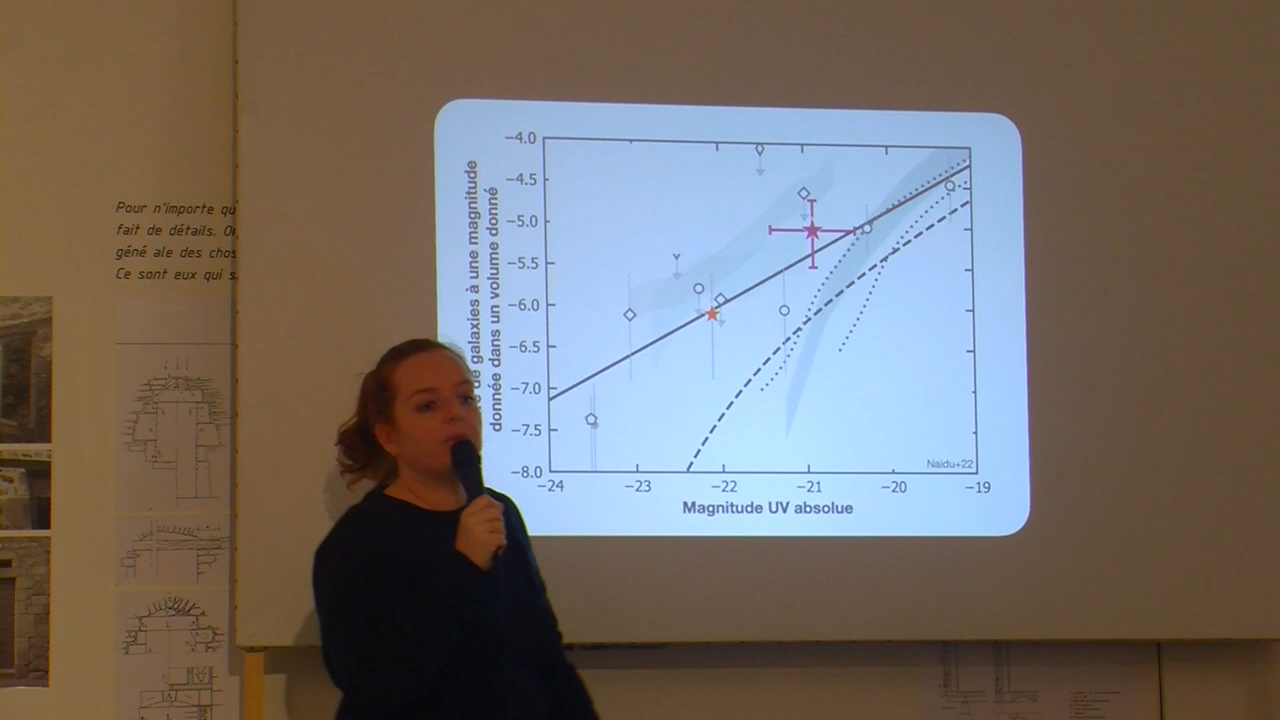 Pour n'importe qu
fait de détails. O
géné ale des chos
Ce sont eux qui s
de galaxies à une magnitude
donnée dans un volume donné
−4.0
−4.5
−5.0
−5.5
−6.0
−6.5
−7.0
−7.5
−8.0
Naidu+22
−24
−23
−22
−21
−20
−19
Magnitude UV absolue